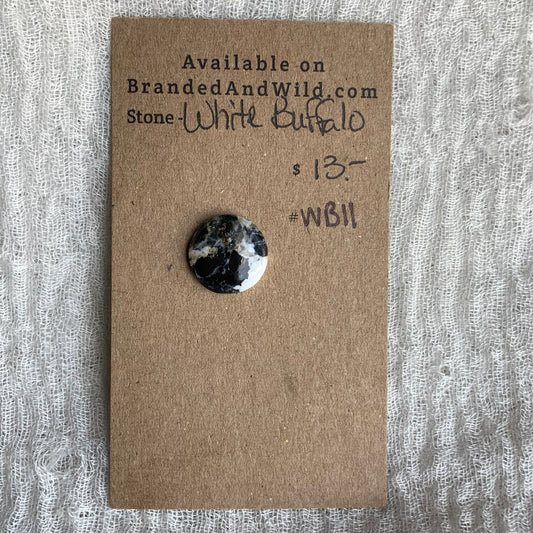 Available on
BrandedAndWild.com
Stone - White Buffalo
$ 13.-
#WB11